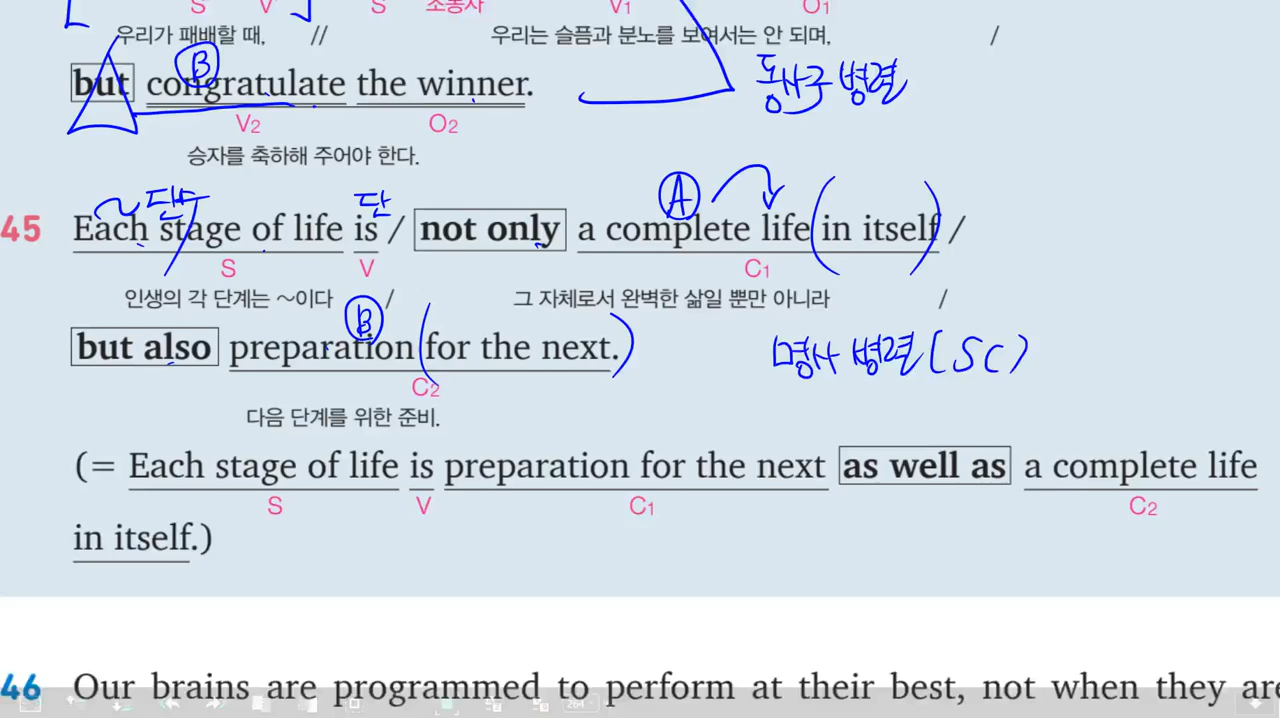 S V S 조동사 V1 O1
우리가 패배할 때, // 우리는 슬픔과 분노를 보여서는 안 되며, /
but congratulate the winner.
B
동사구 병렬
V2 O2
승자를 축하해 주어야 한다.
단수 단 A
45 Each stage of life is / not only a complete life (in itself) /
S V C1
인생의 각 단계는 ~이다 / 그 자체로서 완벽한 삶일 뿐만 아니라 /
B
but also preparation (for the next.)
명사 병렬 (SC)
C2
다음 단계를 위한 준비.
(= Each stage of life is preparation for the next as well as a complete life
S V C1 C2
in itself.)
46 Our brains are programmed to perform at their best, not when they are
264